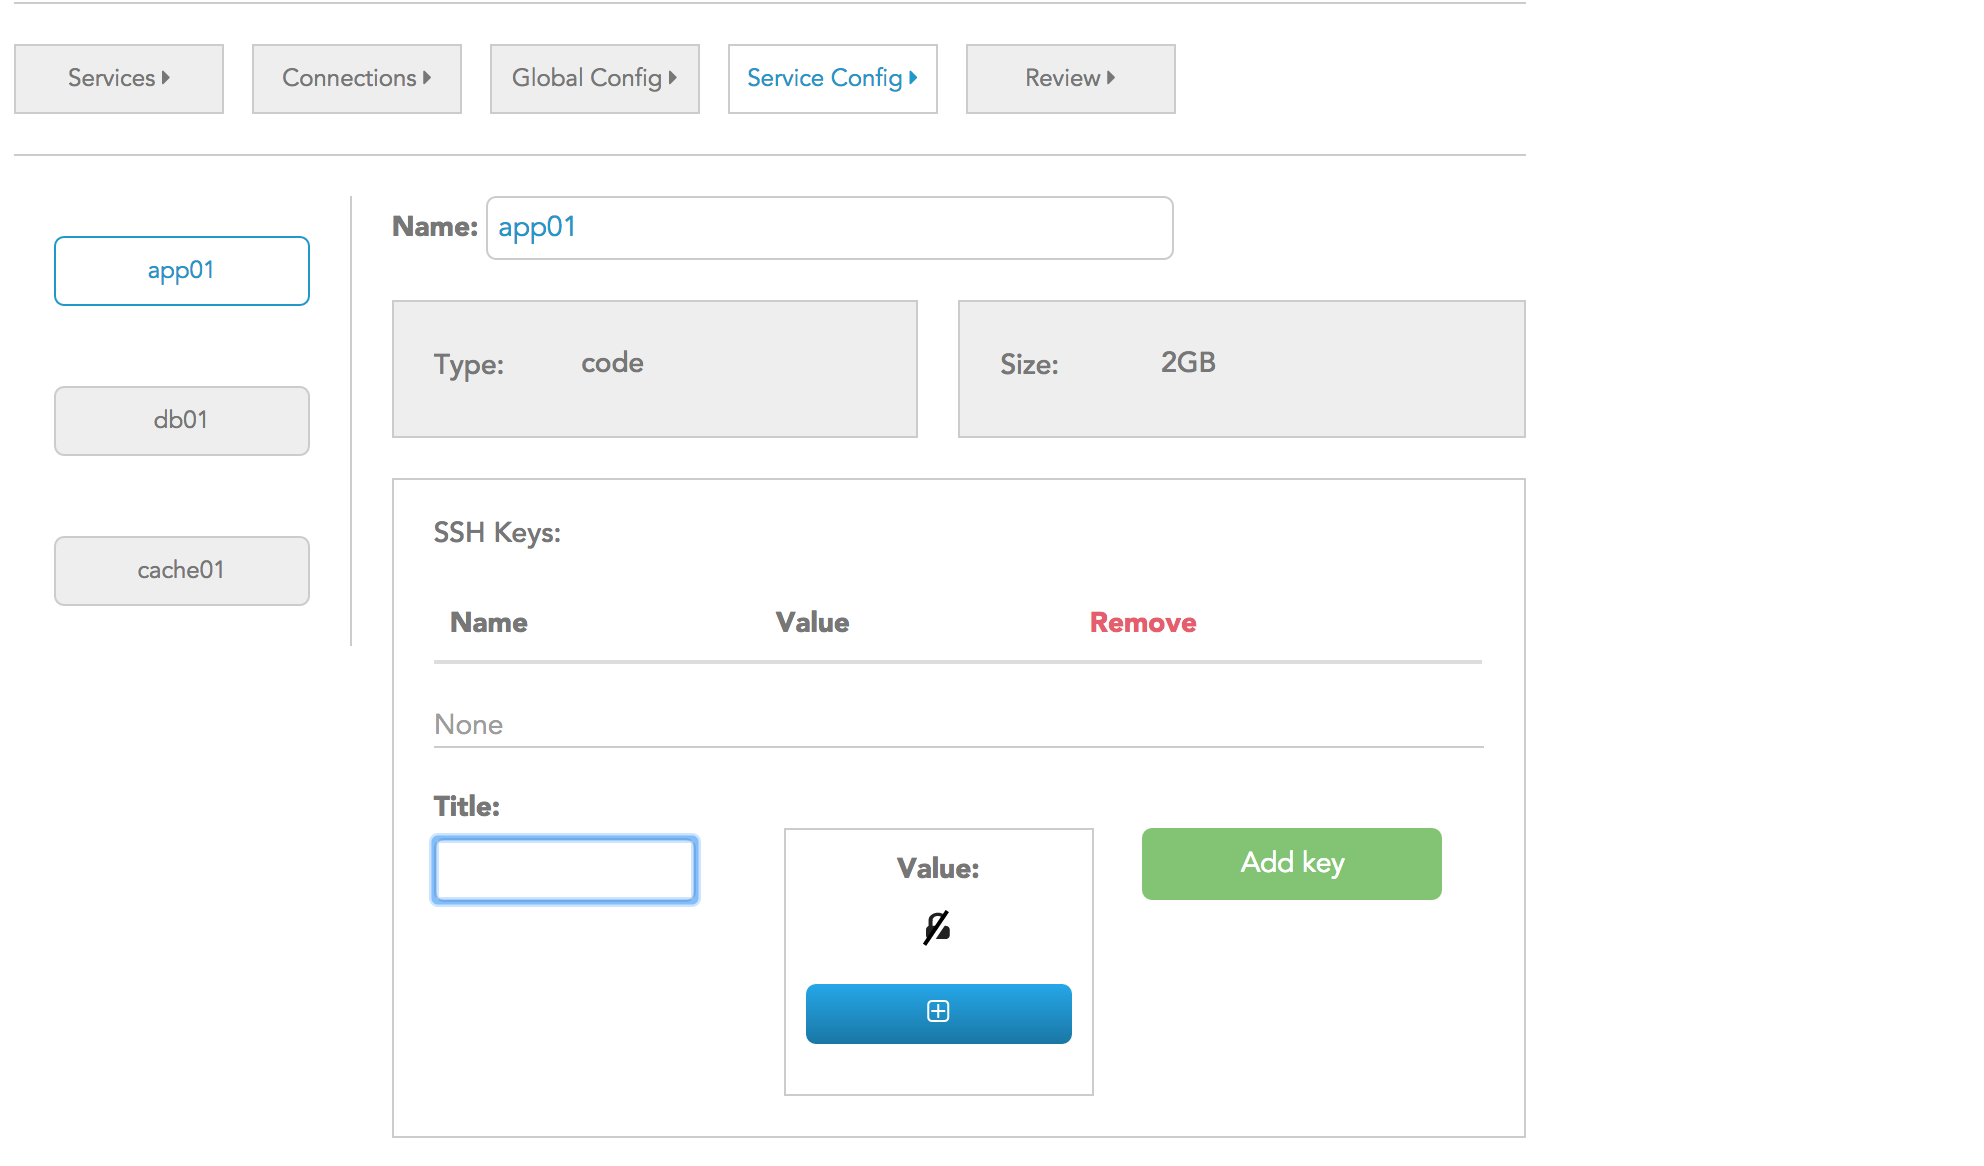 Services
Connections
Global Config
Service Config
Review
app01
db01
cache01
Name: app01
Type: code
Size: 2GB
SSH Keys:
Name Value Remove
None
Title:
Value:
Add key